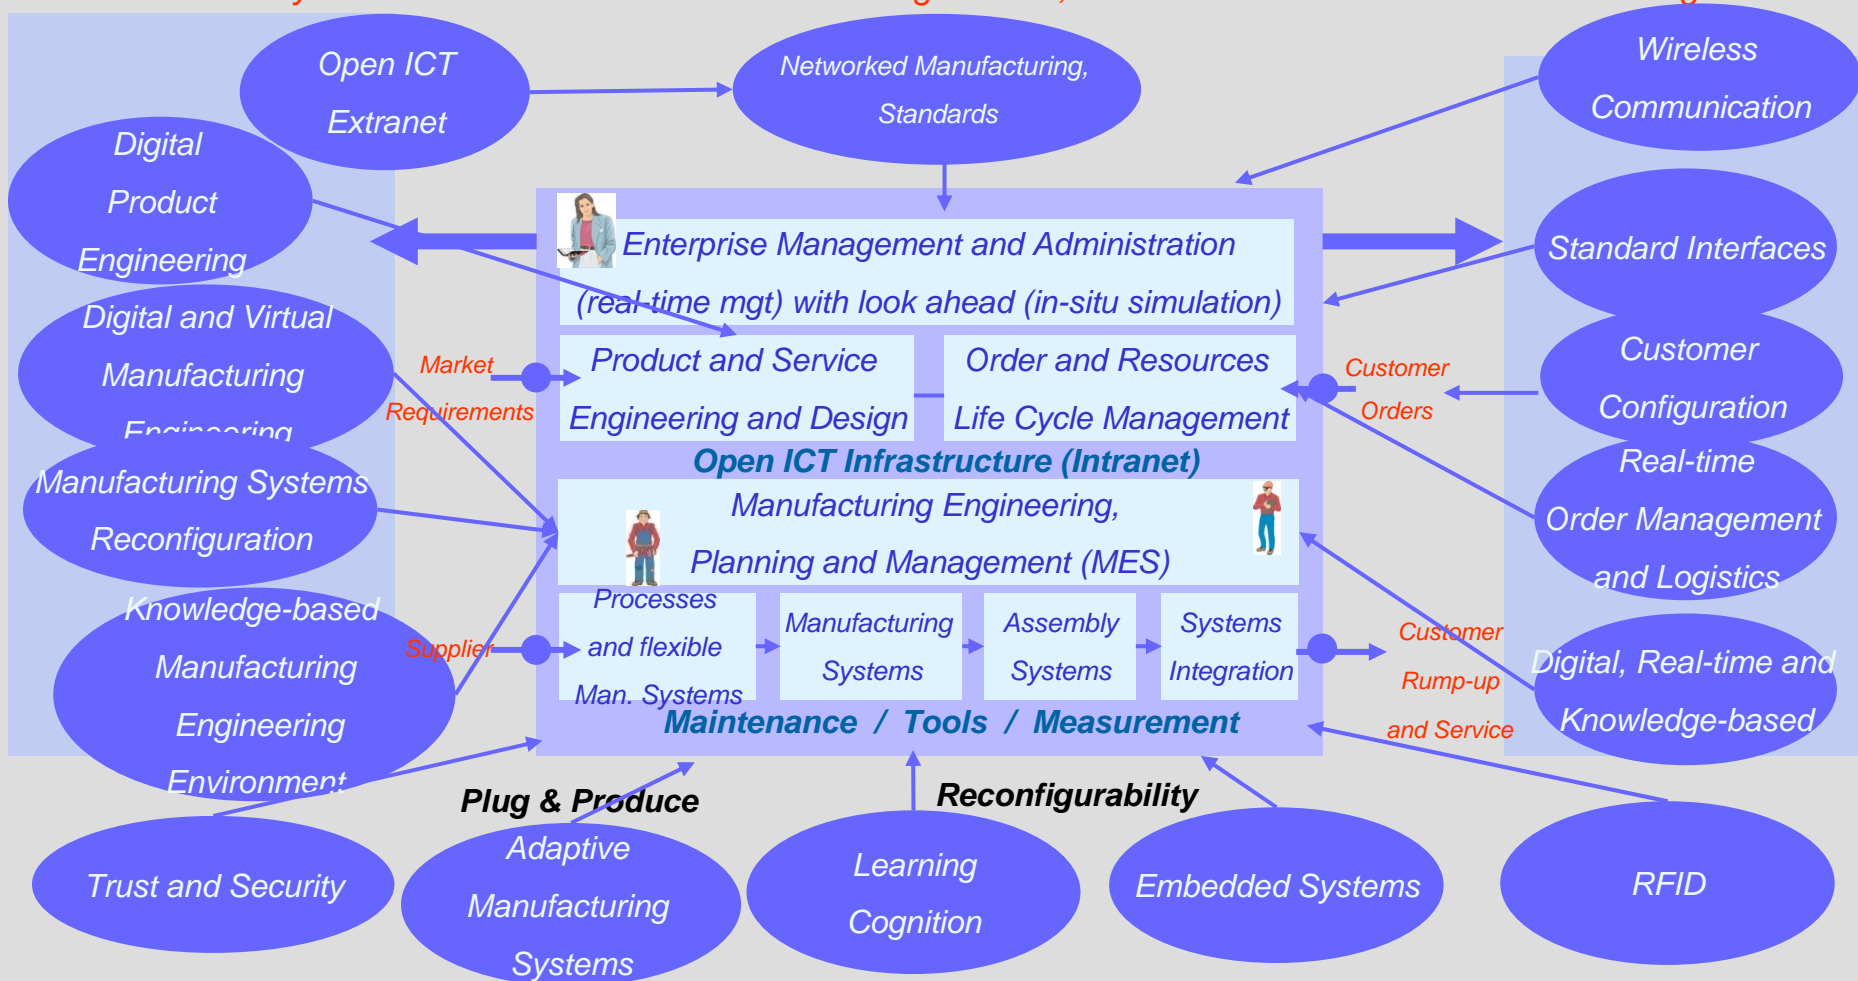 Open ICT
Extranet
Networked Manufacturing,
Standards
Wireless
Communication
Digital
Product
Engineering
Enterprise Management and Administration
(real-time mgt) with look ahead (in-situ simulation)
Standard Interfaces
Digital and Virtual
Manufacturing
Engineering
Market
Requirements
Product and Service
Engineering and Design
Order and Resources
Life Cycle Management
Customer
Orders
Customer
Configuration
Open ICT Infrastructure (Intranet)
Manufacturing Systems
Reconfiguration
Manufacturing Engineering,
Planning and Management (MES)
Real-time
Order Management
and Logistics
Knowledge-based
Manufacturing
Engineering
Environment
Supplier
Processes
and flexible
Man. Systems
Manufacturing
Systems
Assembly
Systems
Systems
Integration
Customer
Rump-up
and Service
Digital, Real-time and
Knowledge-based
Maintenance / Tools / Measurement
Plug & Produce
Reconfigurability
Trust and Security
Adaptive
Manufacturing
Systems
Learning
Cognition
Embedded Systems
RFID